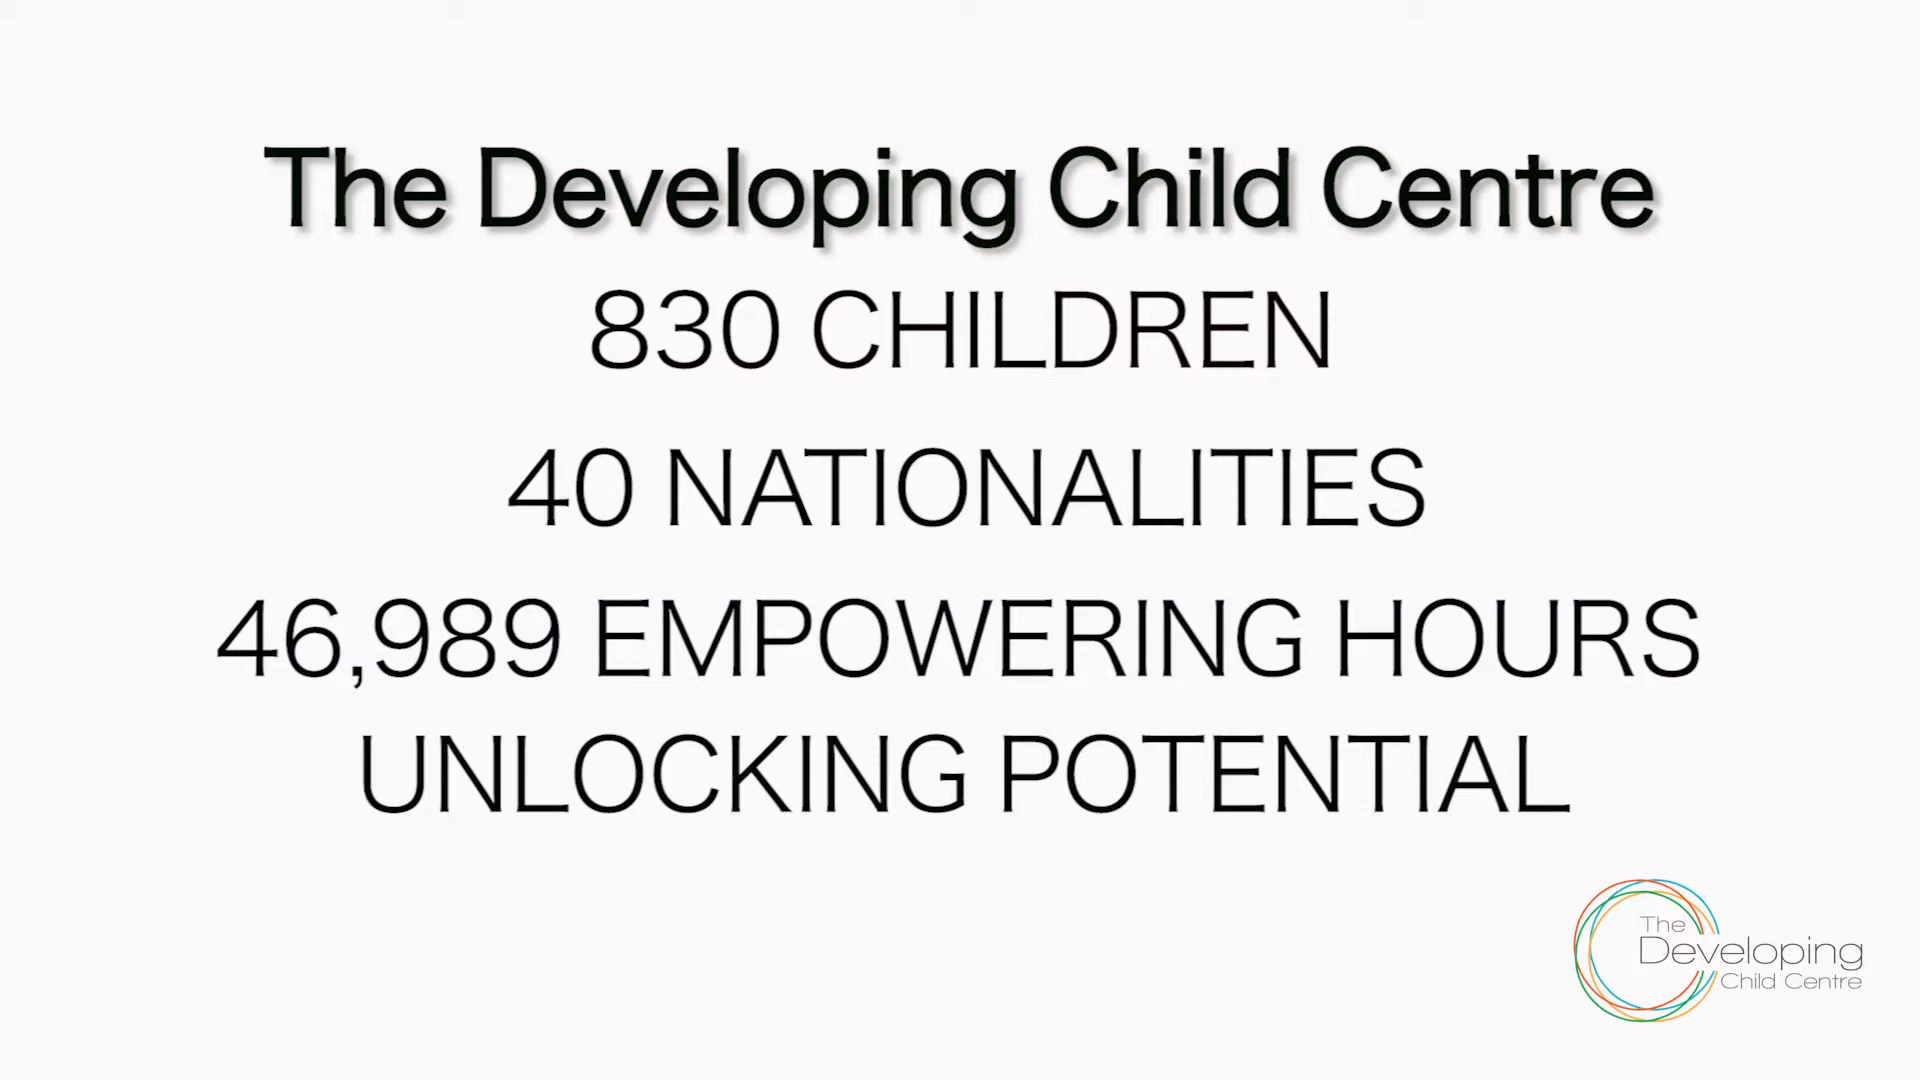 The Developing Child Centre
830 CHILDREN
40 NATIONALITIES
46,989 EMPOWERING HOURS
UNLOCKING POTENTIAL
The
Developing
Child Centre